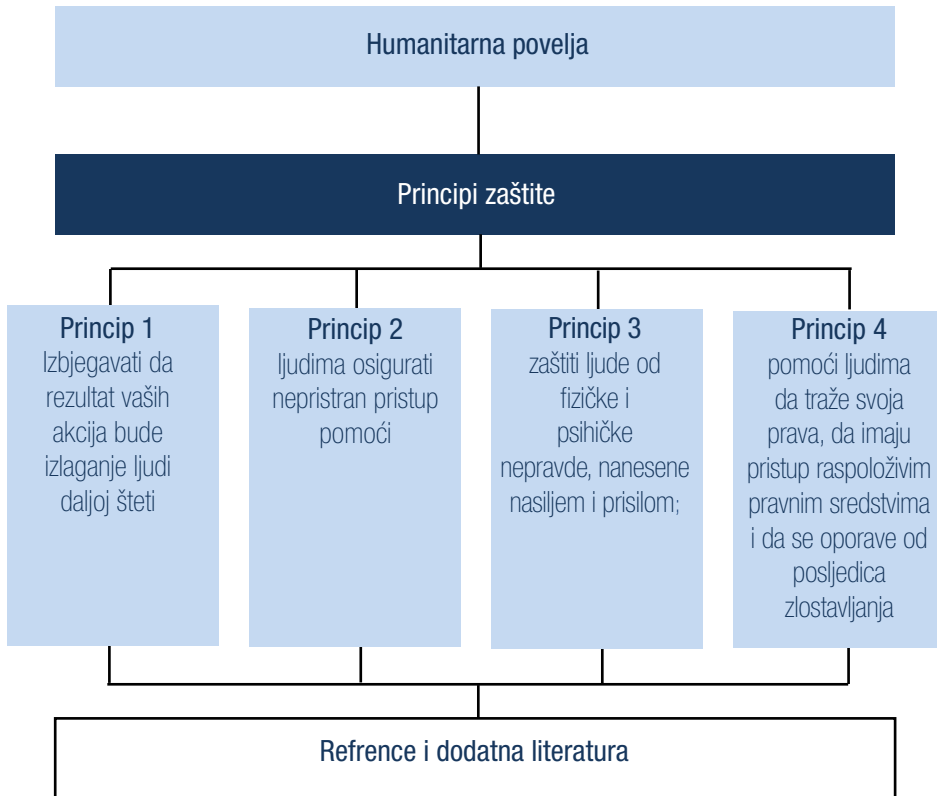 Humanitarna povelja
Principi zaštite
Princip 1
Izbjegavati da
rezultat vaših
akcija bude
izlaganje ljudi
daljoj šteti
Princip 2
ljudima osigurati
nepristran pristup
pomoći
Princip 3
zaštiti ljude od
fizičke i
psihičke
nepravde, nanesene
nasiljem i prisilom;
Princip 4
pomoći ljudima
da traže svoja
prava, da imaju
pristup raspoloživim
pravnim sredstvima
i da se oporave od
posljedica
zlostavljanja
Refrence i dodatna literatura